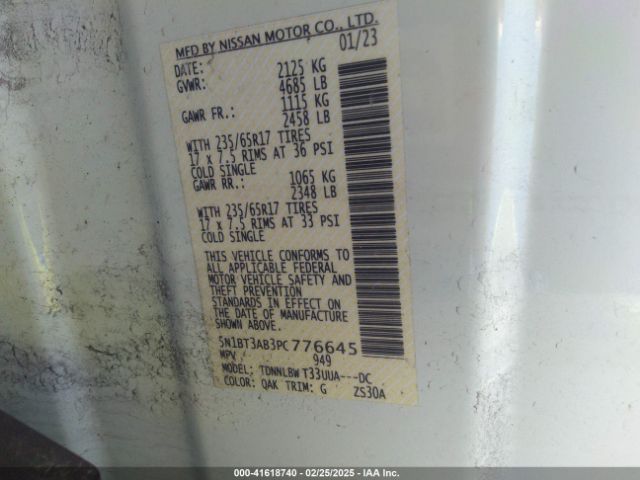 MFD BY NISSAN MOTOR CO., LTD.
DATE: 01/23
GVWR: 2125 KG
4685 LB
GAWR FR.: 1115 KG
2458 LB
WITH 235/65R17 TIRES
17 x 7.5 RIMS AT 36 PSI
COLD SINGLE
GAWR RR.: 1065 KG
2348 LB
WITH 235/65R17 TIRES
17 x 7.5 RIMS AT 33 PSI
COLD SINGLE
THIS VEHICLE CONFORMS TO
ALL APPLICABLE FEDERAL
MOTOR VEHICLE SAFETY AND
THEFT PREVENTION
STANDARDS IN EFFECT ON
THE DATE OF MANUFACTURE
SHOWN ABOVE.
5N1BT3AB3PC776645
MPV 949
MODEL: TDNNLBW T33UUA---DC
COLOR: QAK TRIM: G ZS30A
000-41618740 - 02/25/2025 - IAA Inc.